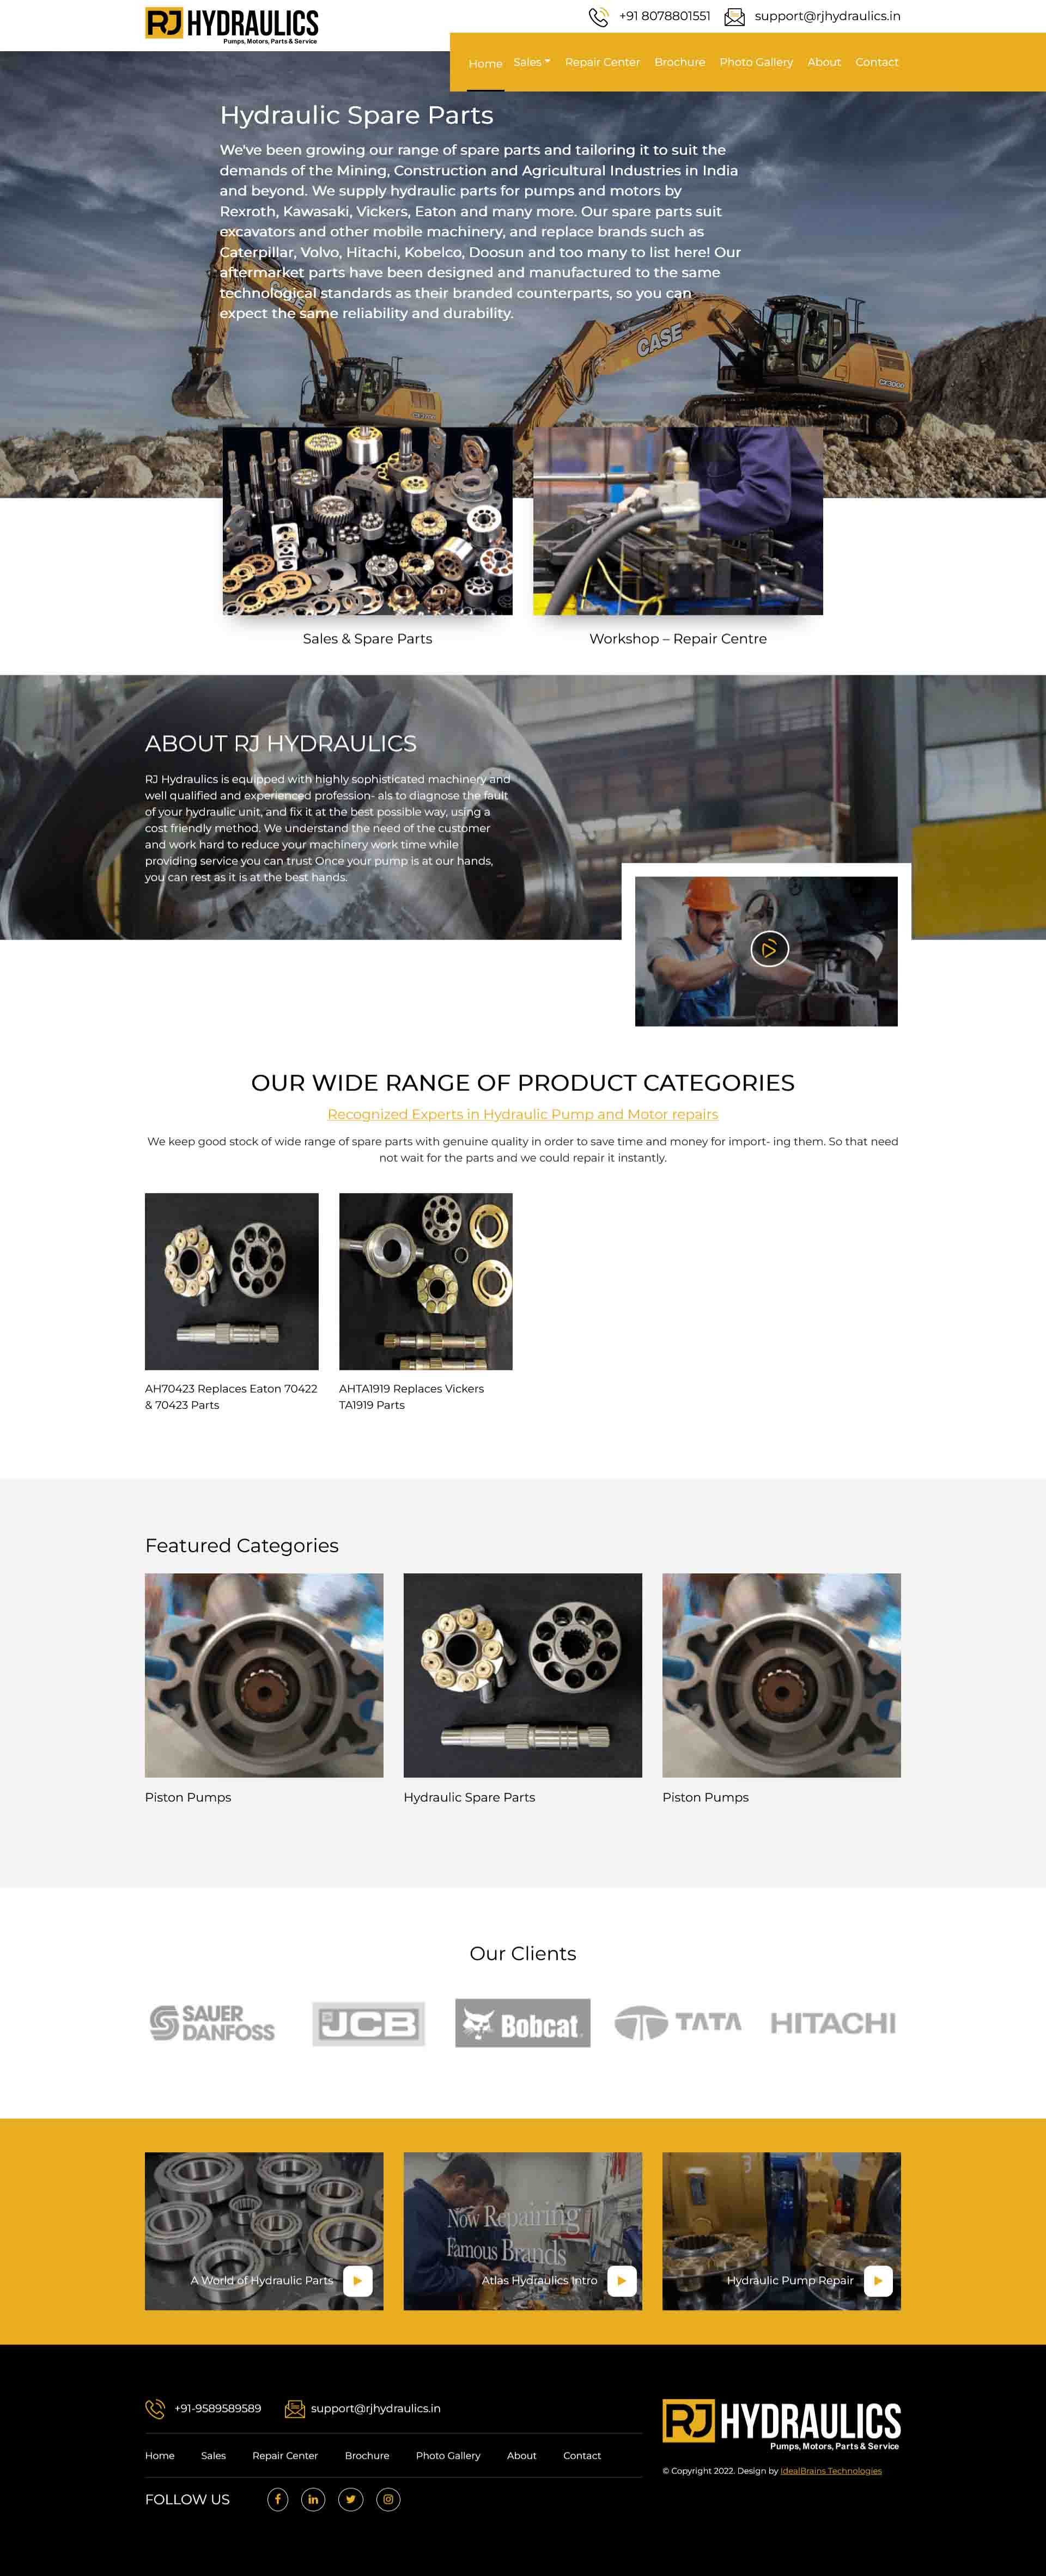 RJ HYDRAULICS
Pumps, Motors, Parts & Service
+91 8078801551
support@rjhydraulics.in
Home Sales Repair Center Brochure Photo Gallery About Contact
Hydraulic Spare Parts
We've been growing our range of spare parts and tailoring it to suit the
demands of the Mining, Construction and Agricultural Industries in India
and beyond. We supply hydraulic parts for pumps and motors by
Rexroth, Kawasaki, Vickers, Eaton and many more. Our spare parts suit
excavators and other mobile machinery, and replace brands such as
Caterpillar, Volvo, Hitachi, Kobelco, Doosun and too many to list here! Our
aftermarket parts have been designed and manufactured to the same
technological standards as their branded counterparts, so you can
expect the same reliability and durability.
CASE
CASE
CX300D
Sales & Spare Parts
Workshop – Repair Centre
ABOUT RJ HYDRAULICS
RJ Hydraulics is equipped with highly sophisticated machinery and
well qualified and experienced profession- als to diagnose the fault
of your hydraulic unit, and fix it at the best possible way, using a
cost friendly method. We understand the need of the customer
and work hard to reduce your machinery work time while
providing service you can trust Once your pump is at our hands,
you can rest as it is at the best hands.
OUR WIDE RANGE OF PRODUCT CATEGORIES
Recognized Experts in Hydraulic Pump and Motor repairs
We keep good stock of wide range of spare parts with genuine quality in order to save time and money for import- ing them. So that need
not wait for the parts and we could repair it instantly.
AH70423 Replaces Eaton 70422
& 70423 Parts
AHTA1919 Replaces Vickers
TA1919 Parts
Featured Categories
Piston Pumps
Hydraulic Spare Parts
Piston Pumps
Our Clients
SAUER
DANFOSS
JCB
Bobcat
TATA
HITACHI
Now Repairing
Famous Brands
A World of Hydraulic Parts
Atlas Hydraulics Intro
Hydraulic Pump Repair
+91-9589589589
support@rjhydraulics.in
RJ HYDRAULICS
Pumps, Motors, Parts & Service
Home Sales Repair Center Brochure Photo Gallery About Contact
© Copyright 2022. Design by IdealBrains Technologies
FOLLOW US